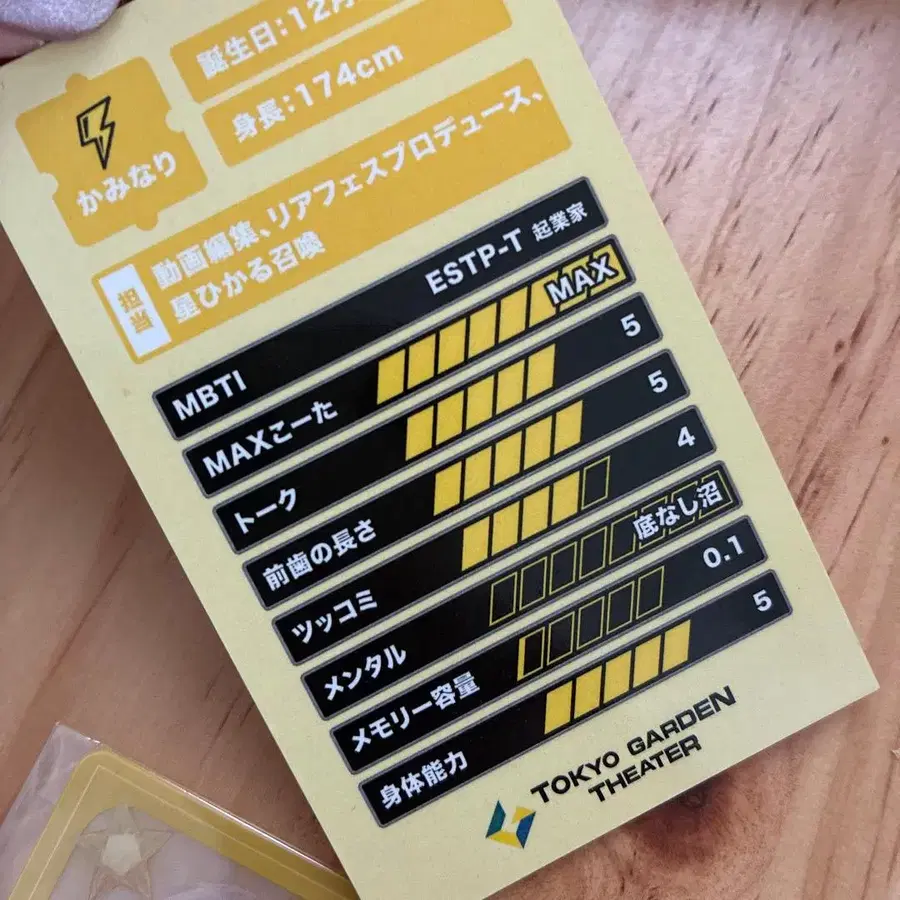 誕生日：12月
身長：174cm
かみなり
担当
動画編集、リアフェスプロデュース、
星ひかる召喚
MBTI ESTP-T 起業家
MAXこーた MAX
トーク 5
前歯の長さ 5
ツッコミ 4
メンタル 底なし沼
メモリー容量 0.1
身体能力 5
TOKYO GARDEN
THEATER